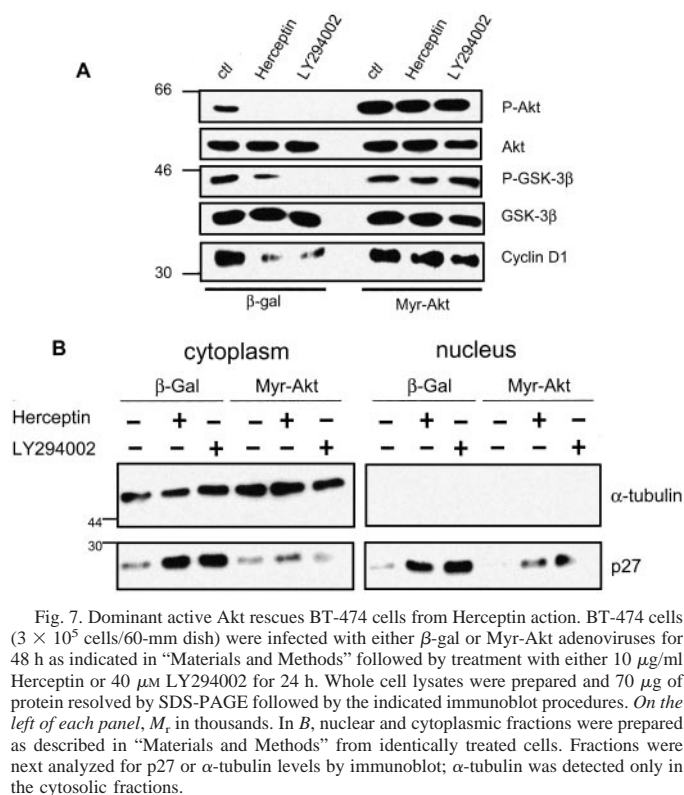 A
ctl Herceptin LY294002 ctl Herceptin LY294002
66
P-Akt
Akt
46
P-GSK-3β
GSK-3β
Cyclin D1
30
β-gal Myr-Akt
B
cytoplasm nucleus
β-Gal Myr-Akt β-Gal Myr-Akt
Herceptin – + – – + – – + – – + –
LY294002 – – + – – + – – + – – +
α-tubulin
44
30
p27
Fig. 7. Dominant active Akt rescues BT-474 cells from Herceptin action. BT-474 cells
(3 × 10⁵ cells/60-mm dish) were infected with either β-gal or Myr-Akt adenoviruses for
48 h as indicated in “Materials and Methods” followed by treatment with either 10 μg/ml
Herceptin or 40 μM LY294002 for 24 h. Whole cell lysates were prepared and 70 μg of
protein resolved by SDS-PAGE followed by the indicated immunoblot procedures. On the
left of each panel, Mr in thousands. In B, nuclear and cytoplasmic fractions were prepared
as described in “Materials and Methods” from identically treated cells. Fractions were
next analyzed for p27 or α-tubulin levels by immunoblot; α-tubulin was detected only in
the cytosolic fractions.